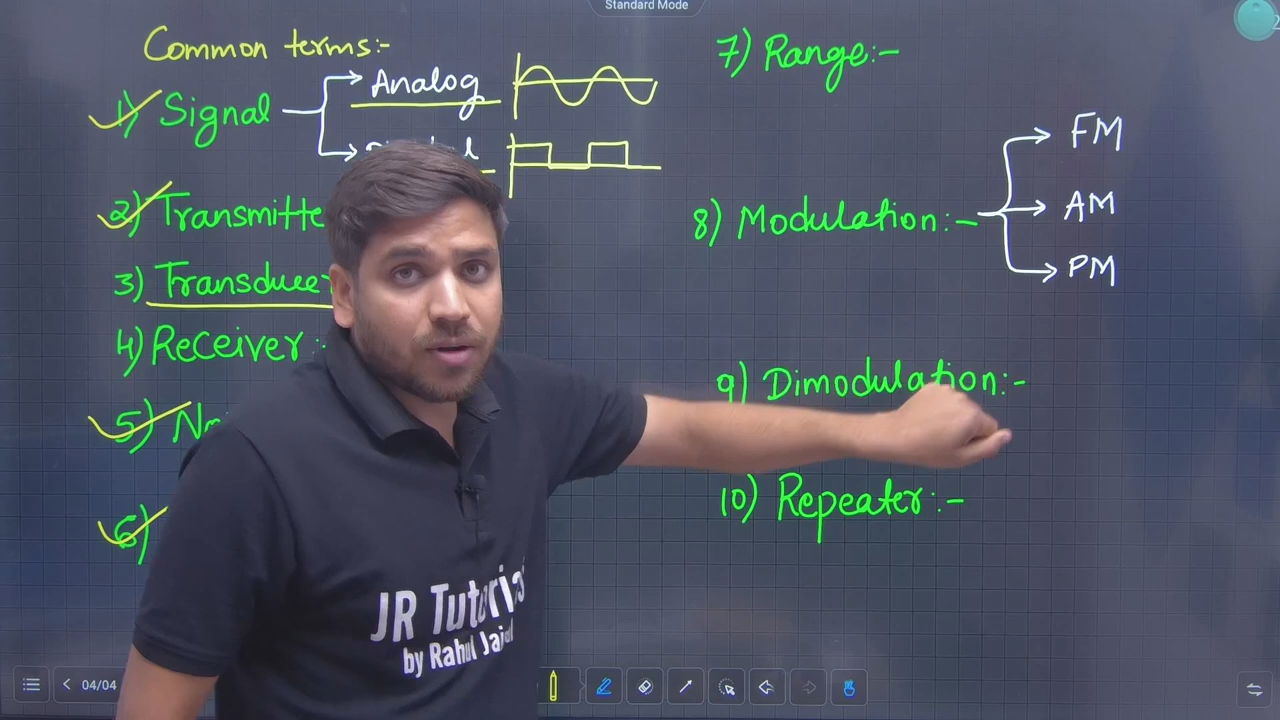 Standard Mode
Common terms:-
1) Signal
Analog
2) Transmitte
3) Transducer
4) Receiver :-
5)
6)
7) Range:-
8) Modulation:-
FM
AM
PM
9) Dimodulation:-
10) Repeater:-
JR Tutorials
by Rahul
04/04